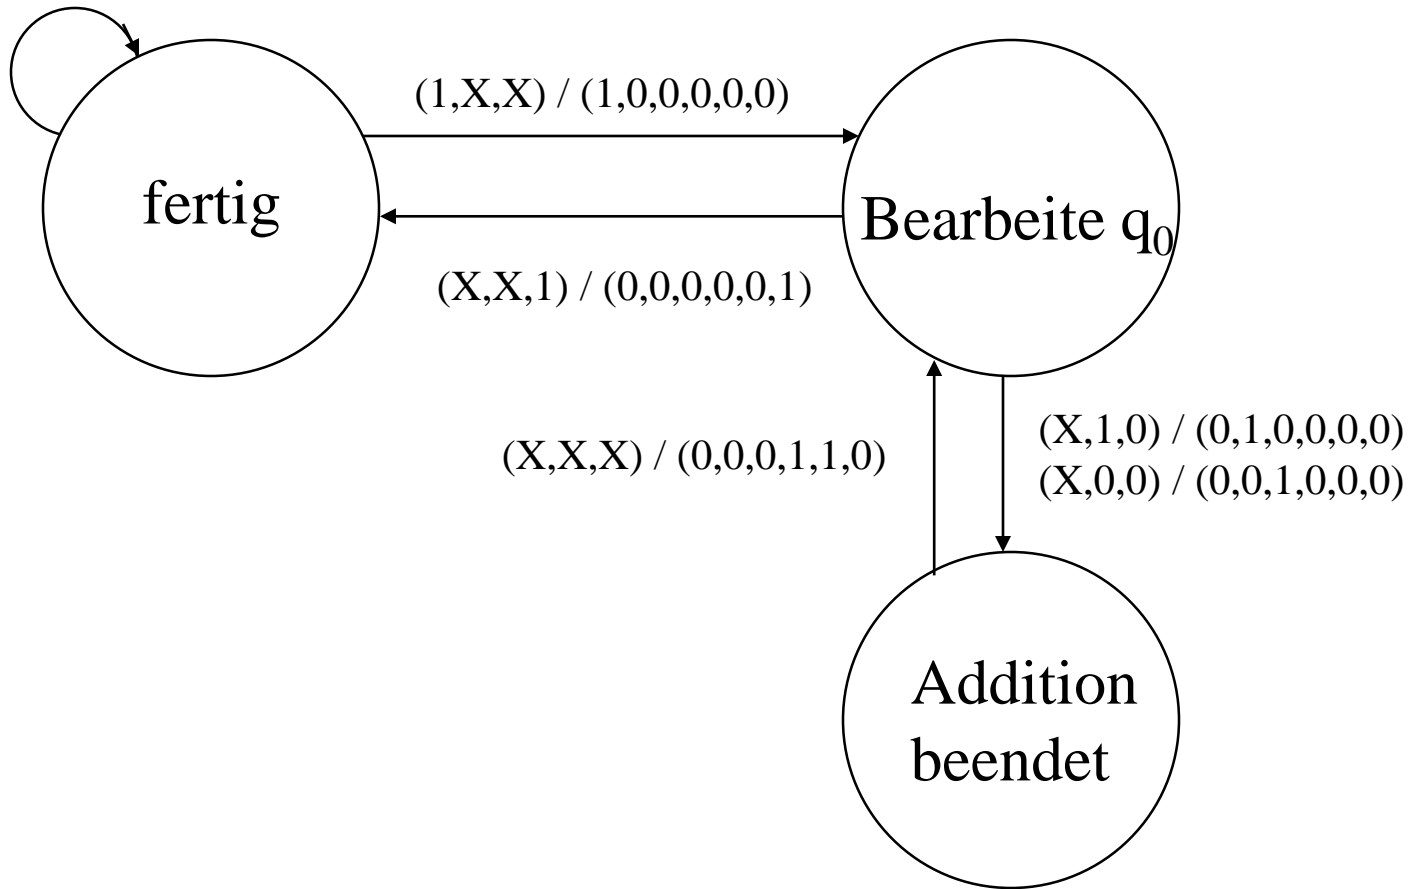 (1,X,X) / (1,0,0,0,0,0)
fertig
Bearbeite q₀
(X,X,1) / (0,0,0,0,0,1)
(X,X,X) / (0,0,0,1,1,0)
(X,1,0) / (0,1,0,0,0,0)
(X,0,0) / (0,0,1,0,0,0)
Addition
beendet